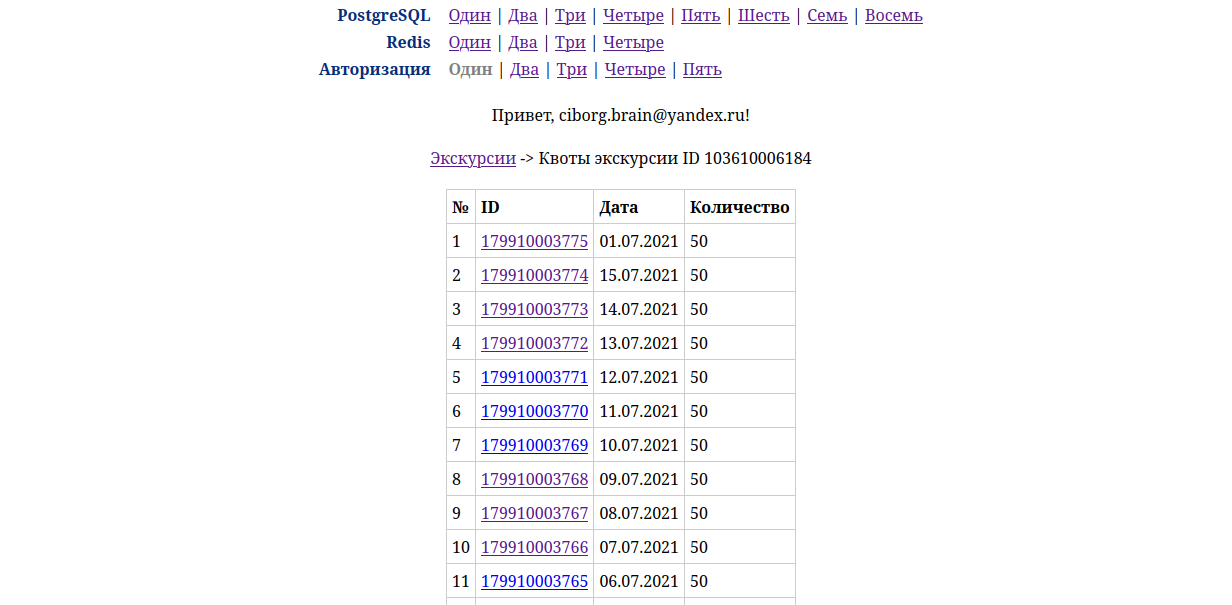 PostgreSQL Один | Два | Три | Четыре | Пять | Шесть | Семь | Восемь
Redis Один | Два | Три | Четыре
Авторизация Один | Два | Три | Четыре | Пять
Привет, ciborg.brain@yandex.ru!
Экскурсии -> Квоты экскурсии ID 103610006184
№ ID Дата Количество
1 179910003775 01.07.2021 50
2 179910003774 15.07.2021 50
3 179910003773 14.07.2021 50
4 179910003772 13.07.2021 50
5 179910003771 12.07.2021 50
6 179910003770 11.07.2021 50
7 179910003769 10.07.2021 50
8 179910003768 09.07.2021 50
9 179910003767 08.07.2021 50
10 179910003766 07.07.2021 50
11 179910003765 06.07.2021 50